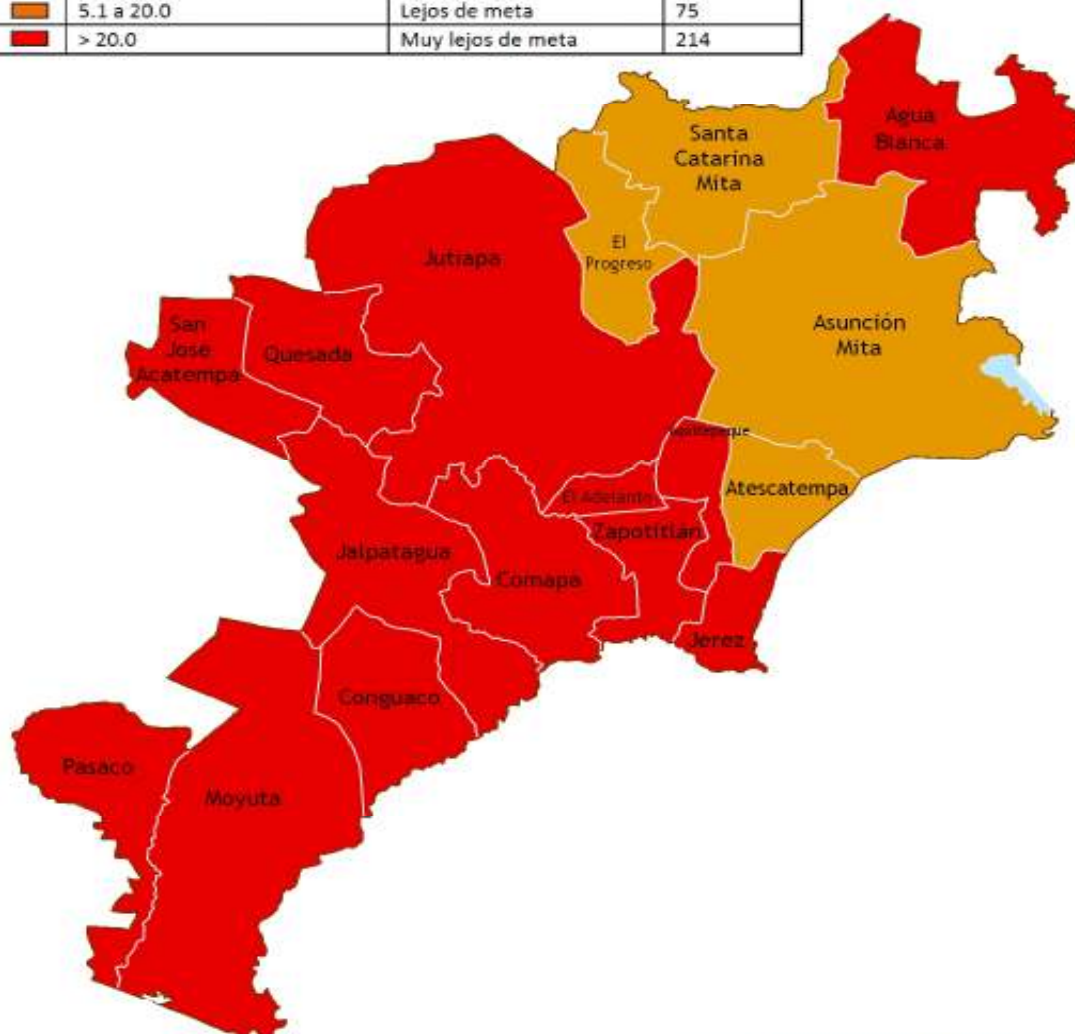 5.1 a 20.0 Lejos de meta 75
> 20.0 Muy lejos de meta 214
Agua
Blanca
Santa
Catarina
Mita
El
Progreso
Jutiapa
Asunción
Mita
San
José
Acatempa
Quesada
Atescatempa
El Adelanto
Zapotitlán
Jalpatagua
Comapa
Jerez
Conguaco
Pasaco
Moyuta